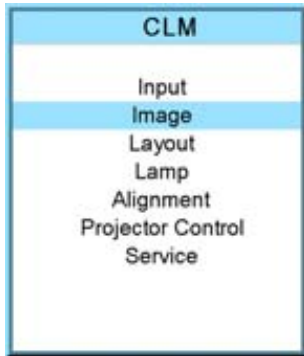 CLM
Input
Image
Layout
Lamp
Alignment
Projector Control
Service